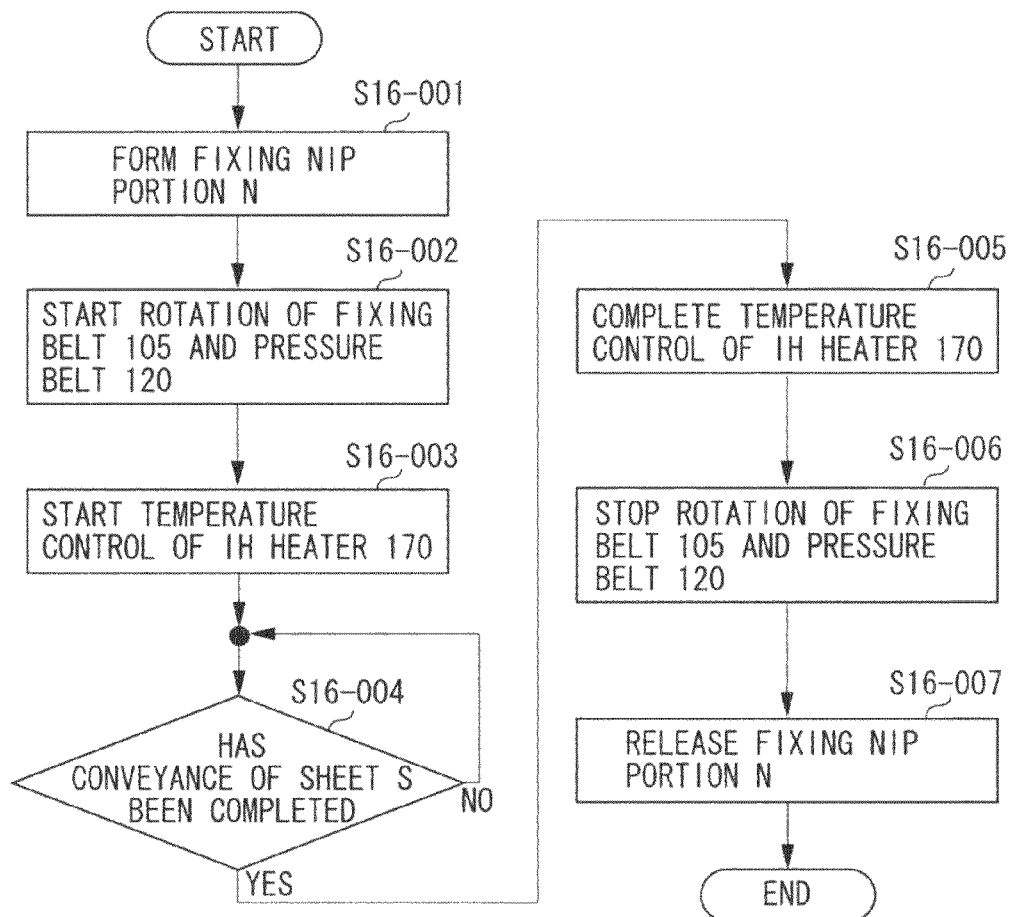 START
S16-001
FORM FIXING NIP
PORTION N
S16-002
START ROTATION OF FIXING
BELT 105 AND PRESSURE
BELT 120
S16-003
START TEMPERATURE
CONTROL OF IH HEATER 170
S16-004
HAS
CONVEYANCE OF SHEET S
BEEN COMPLETED
NO
YES
S16-005
COMPLETE TEMPERATURE
CONTROL OF IH HEATER 170
S16-006
STOP ROTATION OF FIXING
BELT 105 AND PRESSURE
BELT 120
S16-007
RELEASE FIXING NIP
PORTION N
END